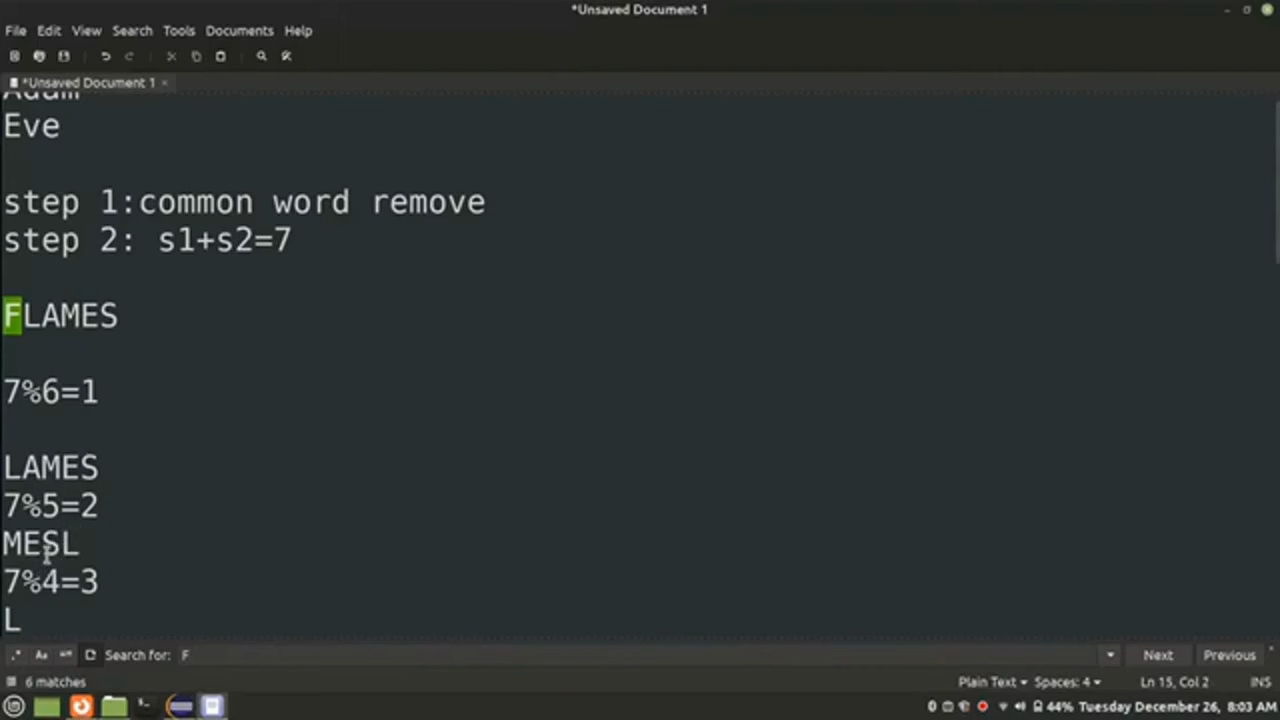 *Unsaved Document 1
File Edit View Search Tools Documents Help
*Unsaved Document 1 ×
Eve
step 1:common word remove
step 2: s1+s2=7
FLAMES
7%6=1
LAMES
7%5=2
MESL
7%4=3
L
.* Aa Search for: F Next Previous
6 matches Plain Text Spaces: 4 Ln 15, Col 2 INS
44% Tuesday December 26, 8:03 AM